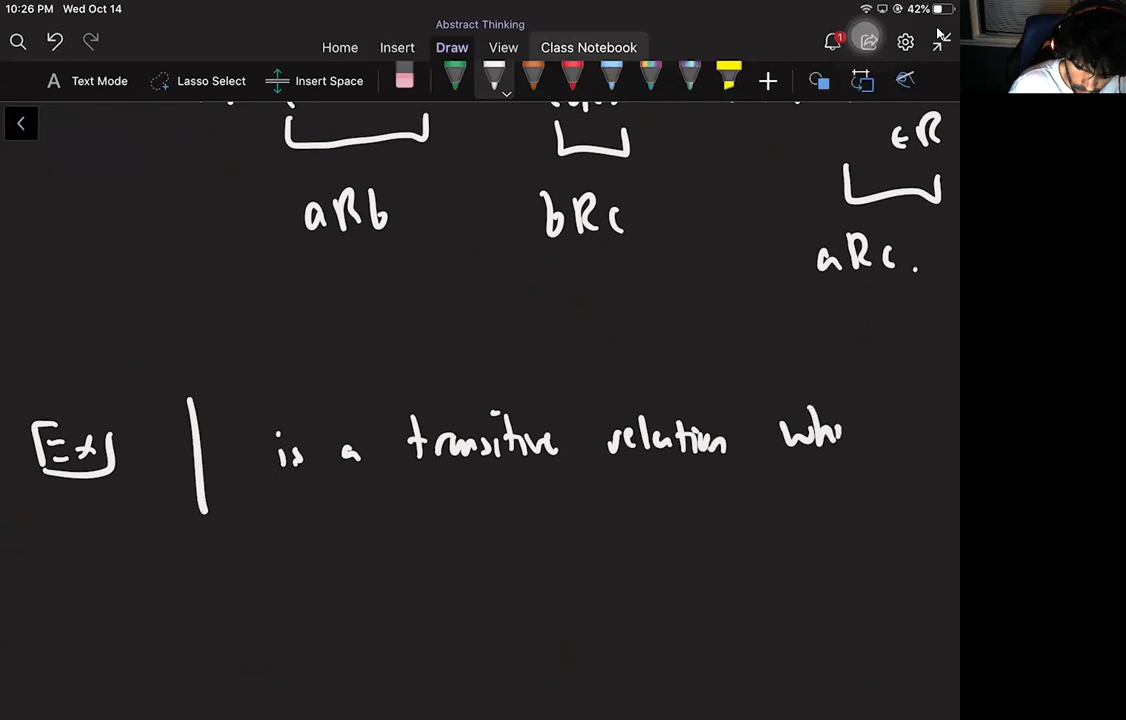 10:26 PM Wed Oct 14
42%
Abstract Thinking
Home Insert Draw View Class Notebook
1
A Text Mode Lasso Select Insert Space
∈R
aRb bRc
aRc.
Ex | is a transitive relation